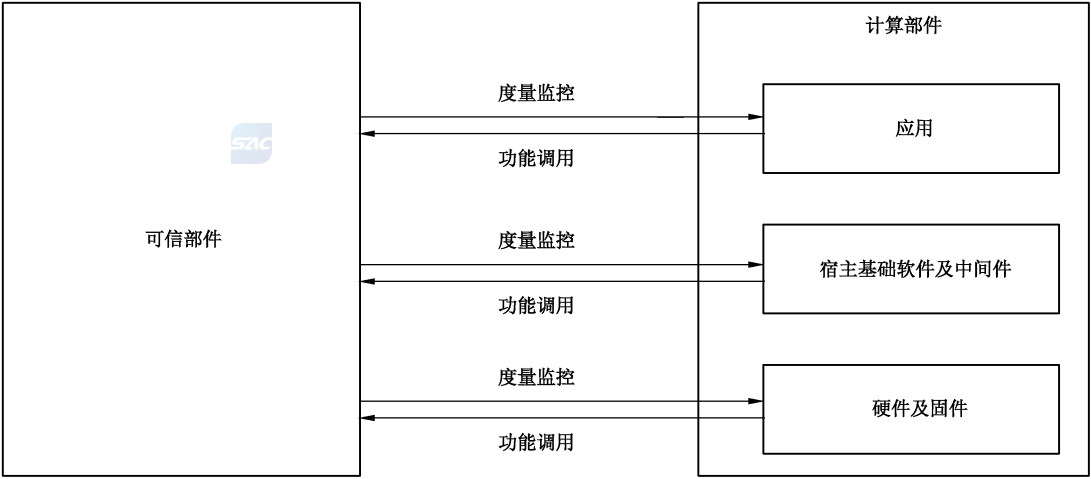 计算部件
度量监控
应用
功能调用
SAC
可信部件
度量监控
宿主基础软件及中间件
功能调用
度量监控
硬件及固件
功能调用